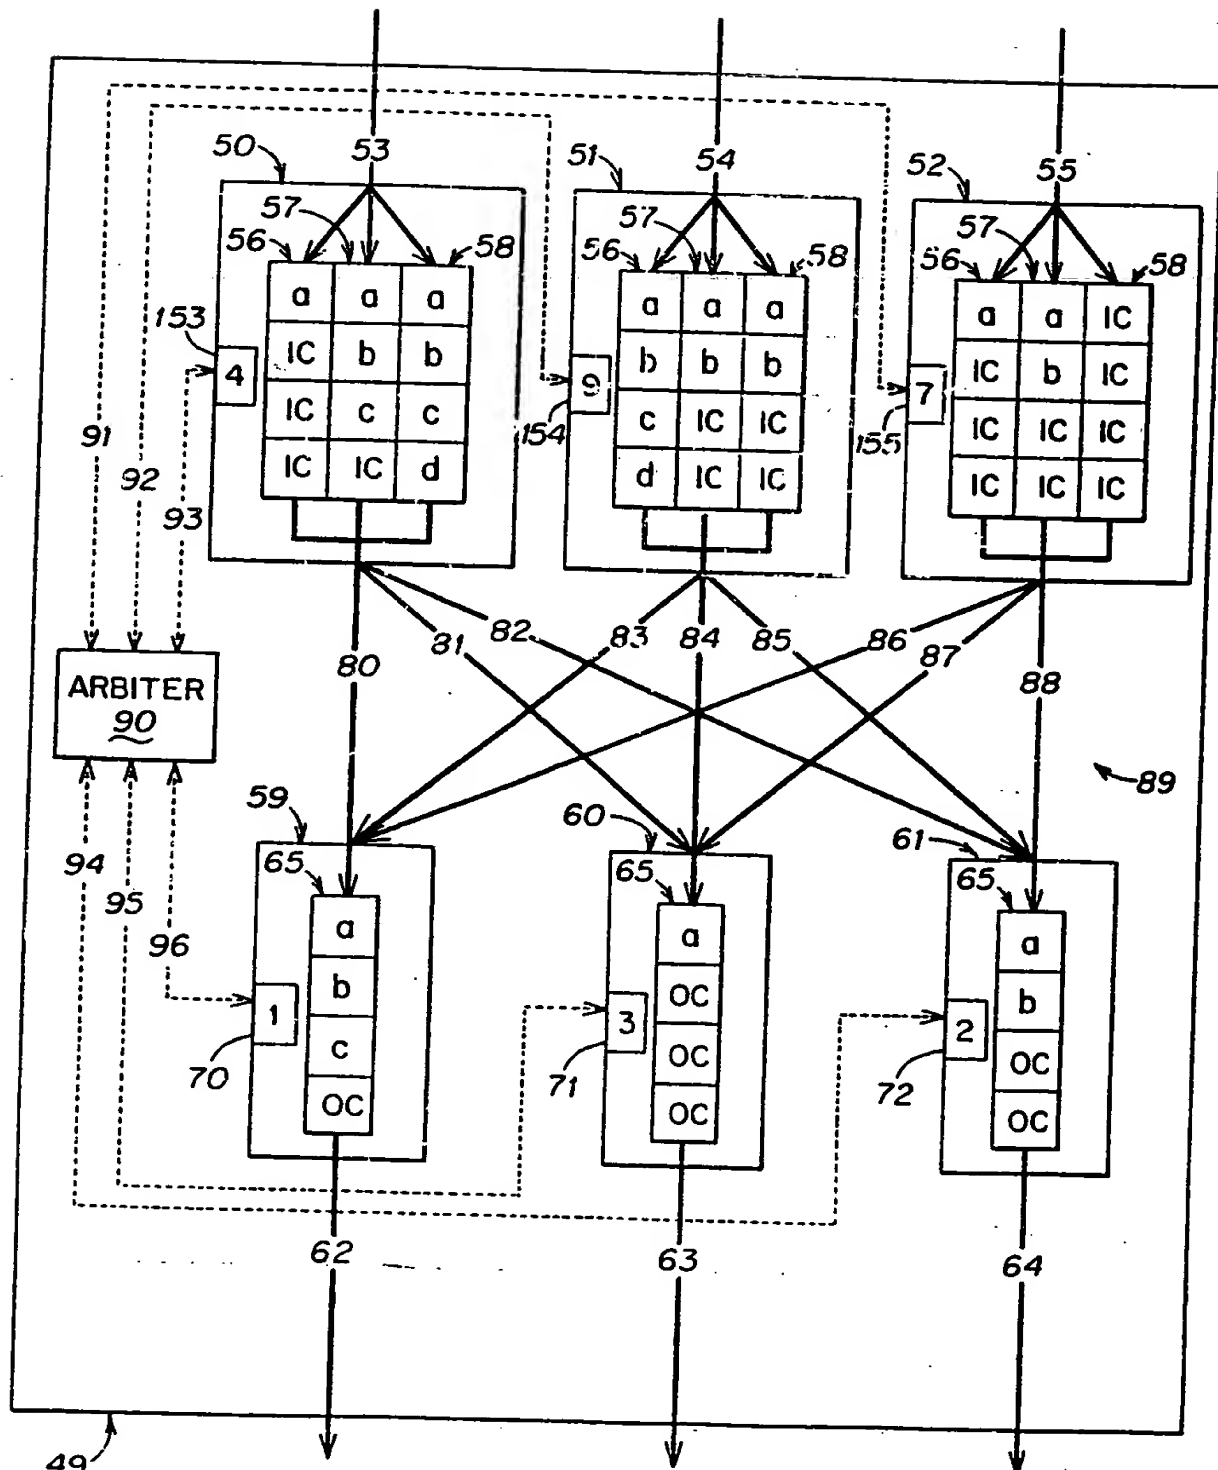 50 53 51 54 52 55
57 57 57
56 58 56 58 56 58
a a a
IC b b
IC c c
IC IC d
153
4
a a a
b b b
c IC IC
d IC IC
9
154
a a IC
IC b IC
IC IC IC
IC IC IC
7
155
91
92
93
80 81 82 83 84 85 86 87 88
ARBITER
90
89
94
95
96
59
65
a
b
c
OC
1
70
60
65
a
OC
OC
OC
3
71
61
65
a
b
OC
OC
2
72
62 63 64
49